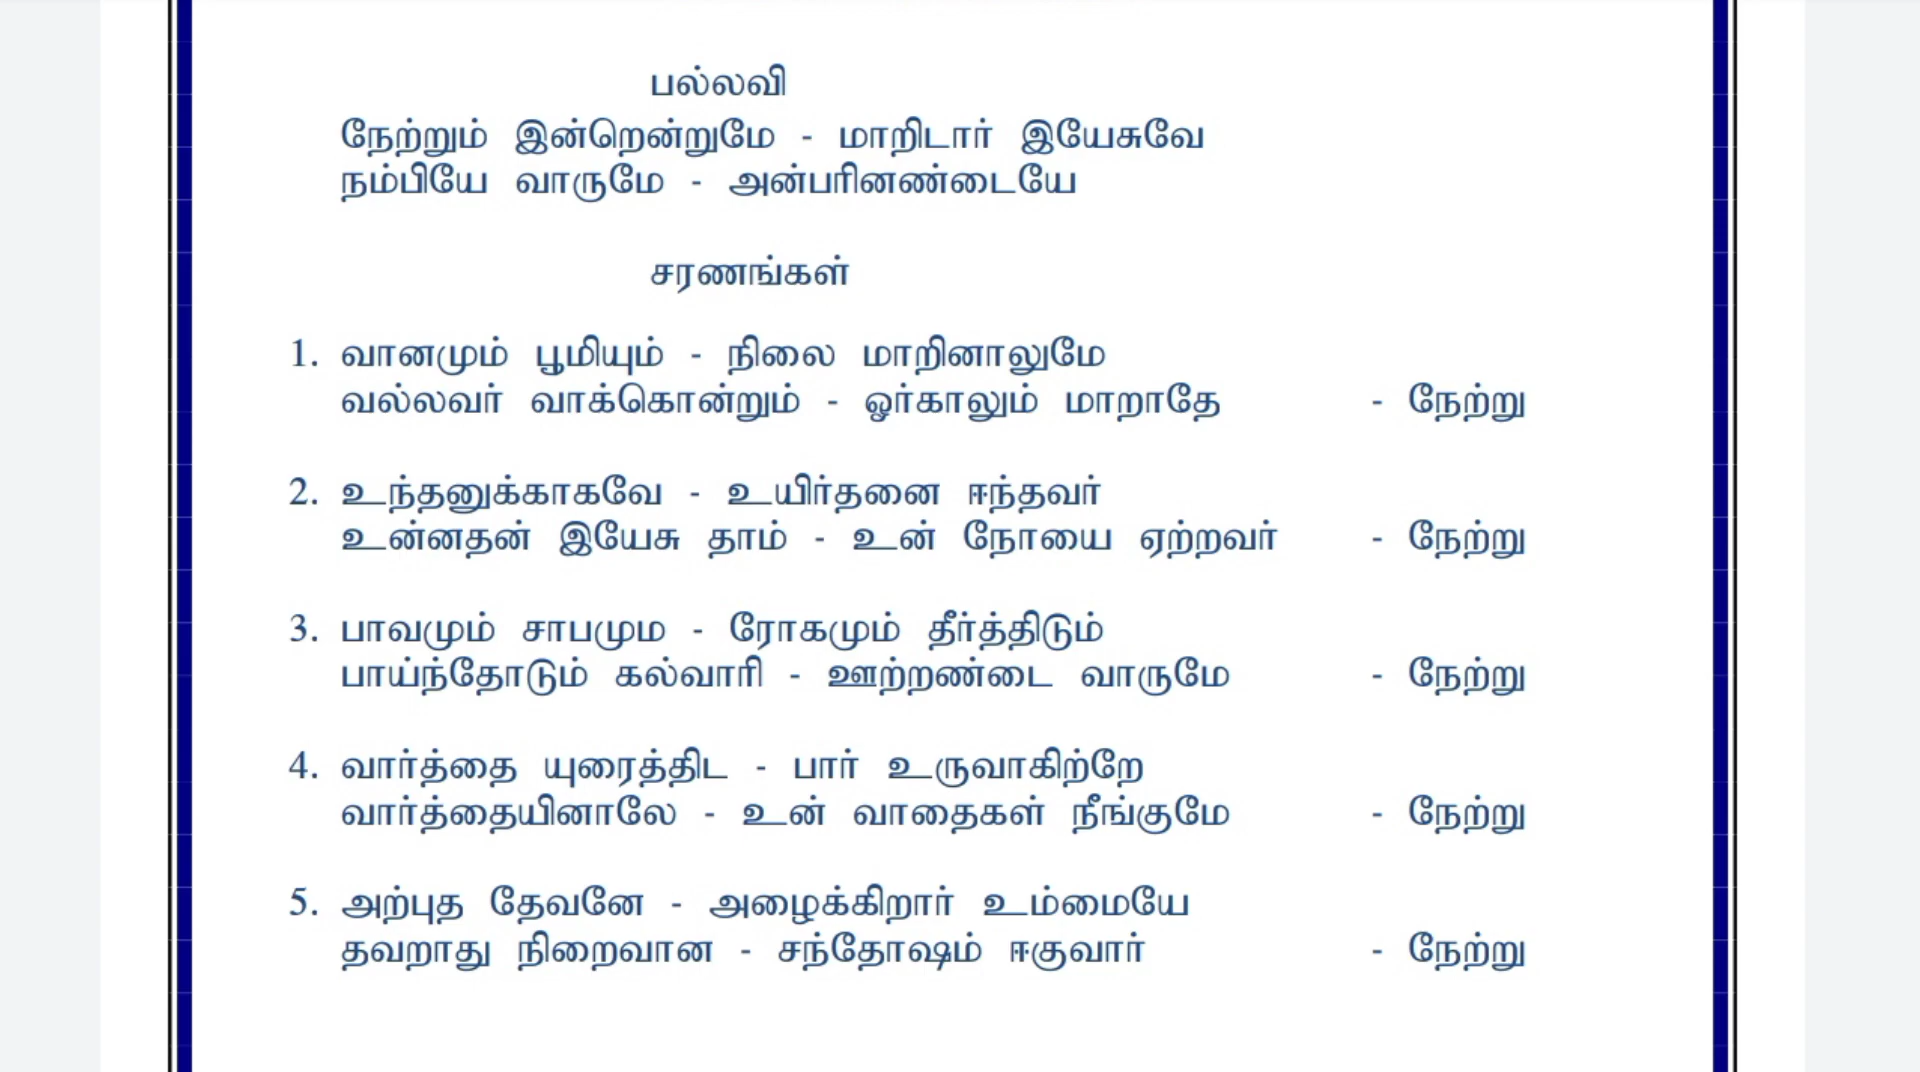 பல்லவி
நேற்றும் இன்றென்றுமே - மாறிடார் இயேசுவே
நம்பியே வாருமே - அன்பரினண்டையே
சரணங்கள்
1. வானமும் பூமியும் - நிலை மாறினாலுமே
வல்லவர் வாக்கொன்றும் - ஓர்காலும் மாறாதே - நேற்று
2. உந்தனுக்காகவே - உயிர்தனை ஈந்தவர்
உன்னதன் இயேசு தாம் - உன் நோயை ஏற்றவர் - நேற்று
3. பாவமும் சாபமும - ரோகமும் தீர்த்திடும்
பாய்ந்தோடும் கல்வாரி - ஊற்றண்டை வாருமே - நேற்று
4. வார்த்தை யுரைத்திட - பார் உருவாகிற்றே
வார்த்தையினாலே - உன் வாதைகள் நீங்குமே - நேற்று
5. அற்புத தேவனே - அழைக்கிறார் உம்மையே
தவறாது நிறைவான - சந்தோஷம் ஈகுவார் - நேற்று